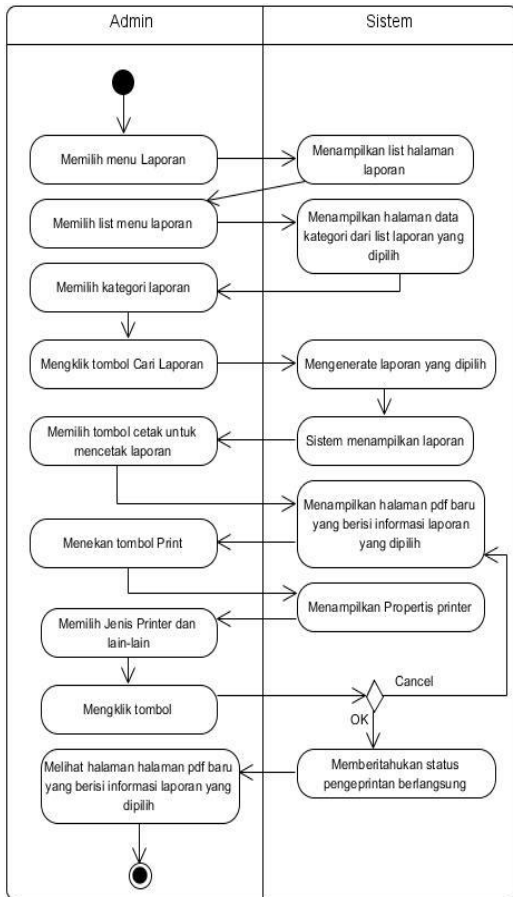 Admin
Sistem
Memilih menu Laporan
Menampilkan list halaman
laporan
Memilih list menu laporan
Menampilkan halaman data
kategori dari list laporan yang
dipilih
Memilih kategori laporan
Mengklik tombol Cari Laporan
Mengenerate laporan yang dipilih
Sistem menampilkan laporan
Memilih tombol cetak untuk
mencetak laporan
Menampilkan halaman pdf baru
yang berisi informasi laporan
yang dipilih
Menekan tombol Print
Menampilkan Propertis printer
Memilih Jenis Printer dan
lain-lain
Mengklik tombol
Cancel
OK
Memberitahukan status
pengeprintan berlangsung
Melihat halaman halaman pdf baru
yang berisi informasi laporan yang
dipilih